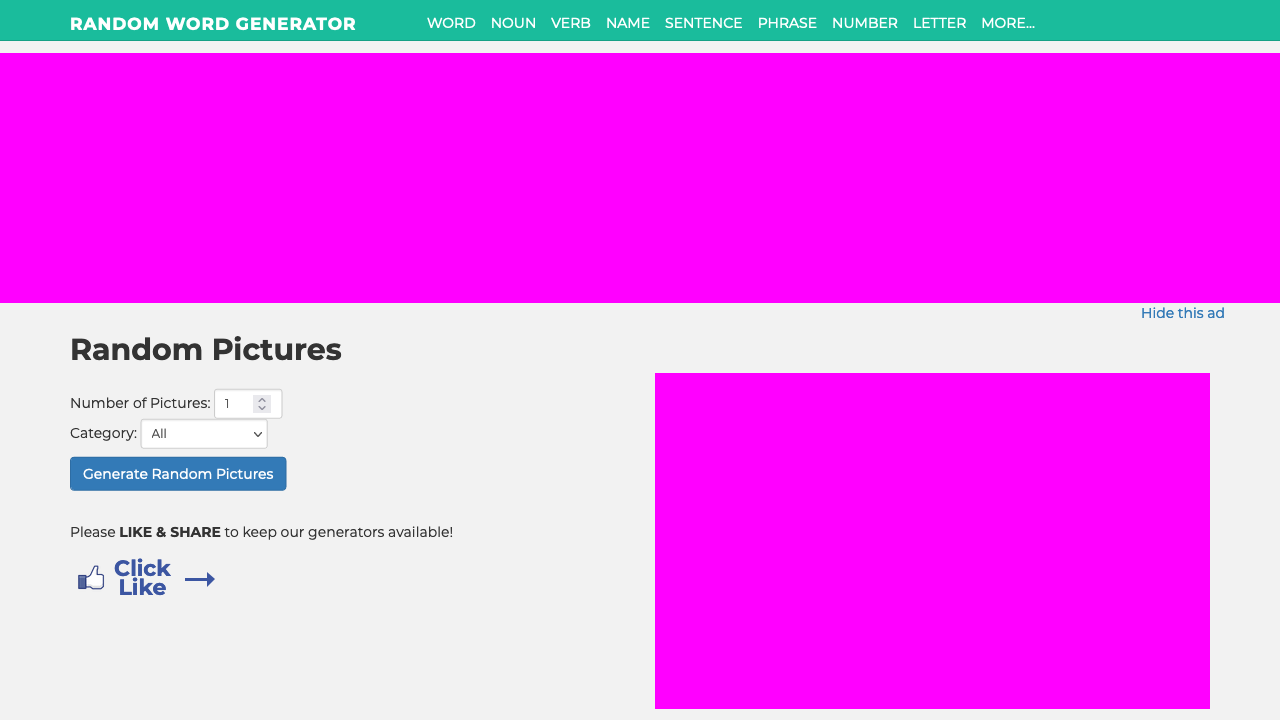 RANDOM WORD GENERATOR WORD NOUN VERB NAME SENTENCE PHRASE NUMBER LETTER MORE...
Hide this ad
Random Pictures
Number of Pictures: 1
Category: All
Generate Random Pictures
Please LIKE & SHARE to keep our generators available!
Click
Like